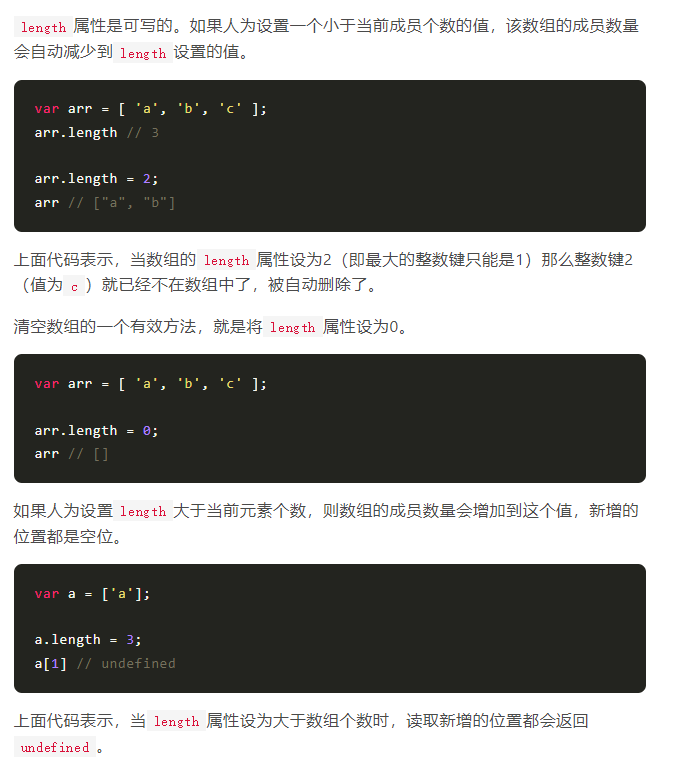 length 属性是可写的。如果人为设置一个小于当前成员个数的值，该数组的成员数量
会自动减少到 length 设置的值。
var arr = [ 'a', 'b', 'c' ];
arr.length // 3
arr.length = 2;
arr // ["a", "b"]
上面代码表示，当数组的 length 属性设为2（即最大的整数键只能是1）那么整数键2
（值为 c ）就已经不在数组中了，被自动删除了。
清空数组的一个有效方法，就是将 length 属性设为0。
var arr = [ 'a', 'b', 'c' ];
arr.length = 0;
arr // []
如果人为设置 length 大于当前元素个数，则数组的成员数量会增加到这个值，新增的
位置都是空位。
var a = ['a'];
a.length = 3;
a[1] // undefined
上面代码表示，当 length 属性设为大于数组个数时，读取新增的位置都会返回
undefined 。